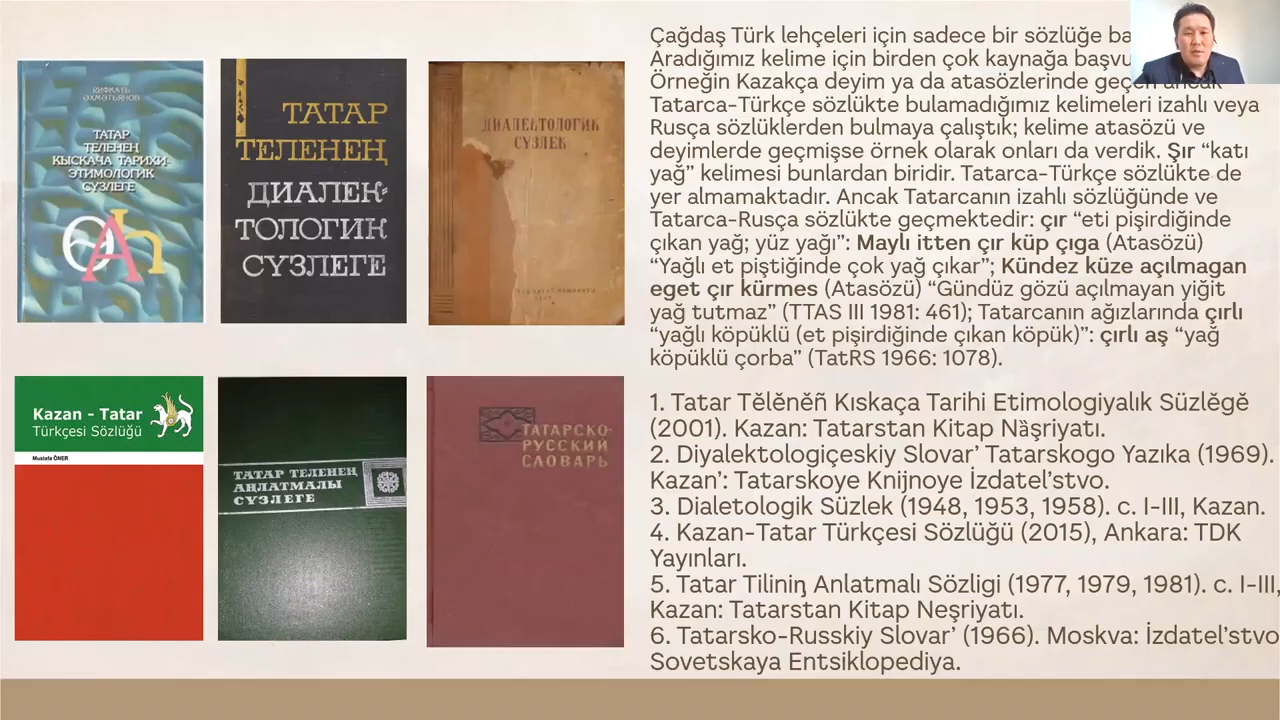 РИФКАТЬ
ӘХМӘТЬЯНОВ
ТАТАР
ТЕЛЕНЕҢ
КЫСКАЧА ТАРИХИ-
ЭТИМОЛОГИК
СҮЗЛЕГЕ
ТАТАР
ТЕЛЕНЕҢ
ДИАЛЕК-
ТОЛОГИК
СҮЗЛЕГЕ
ДИАЛЕКТОЛОГИК
СҮЗЛЕК
Kazan - Tatar
Türkçesi Sözlüğü
Mustafa ÖNER
ТАТАР ТЕЛЕНЕҢ
АҢЛАТМАЛЫ
СҮЗЛЕГЕ
ТАТАРСКО-
РУССКИЙ
СЛОВАРЬ
Çağdaş Türk lehçeleri için sadece bir sözlüğe
Aradığımız kelime için birden çok kaynağa
Örneğin Kazakça deyim ya da atasözlerinde geçen ancak
Tatarca-Türkçe sözlükte bulamadığımız kelimeleri izahlı veya
Rusça sözlüklerden bulmaya çalıştık; kelime atasözü ve
deyimlerde geçmişse örnek olarak onları da verdik. Şır “katı
yağ” kelimesi bunlardan biridir. Tatarca-Türkçe sözlükte de
yer almamaktadır. Ancak Tatarcanın izahlı sözlüğünde ve
Tatarca-Rusça sözlükte geçmektedir: çır “eti pişirdiğinde
çıkan yağ; yüz yağı”: Maylı itten çır küp çıga (Atasözü)
“Yağlı et piştiğinde çok yağ çıkar”; Kündez küze açılmagan
eget çır kürmes (Atasözü) “Gündüz gözü açılmayan yiğit
yağ tutmaz” (TTAS III 1981: 461); Tatarcanın ağızlarında çırlı
“yağlı köpüklü (et pişirdiğinde çıkan köpük)”: çırlı aş “yağ
köpüklü çorba” (TatRS 1966: 1078).
1. Tatar Tĕlĕnĕñ Kıskaça Tarihi Etimologiyalık Süzlĕgĕ
(2001). Kazan: Tatarstan Kitap Näşriyatı.
2. Diyalektologiçeskiy Slovar’ Tatarskogo Yazıka (1969).
Kazan’: Tatarskoye Knijnoye İzdatel’stvo.
3. Dialetologik Süzlek (1948, 1953, 1958). c. I-III, Kazan.
4. Kazan-Tatar Türkçesi Sözlüğü (2015), Ankara: TDK
Yayınları.
5. Tatar Tiliniŋ Anlatmalı Sözligi (1977, 1979, 1981). c. I-III,
Kazan: Tatarstan Kitap Neşriyatı.
6. Tatarsko-Russkiy Slovar’ (1966). Moskva: İzdatel’stvo
Sovetskaya Entsiklopediya.